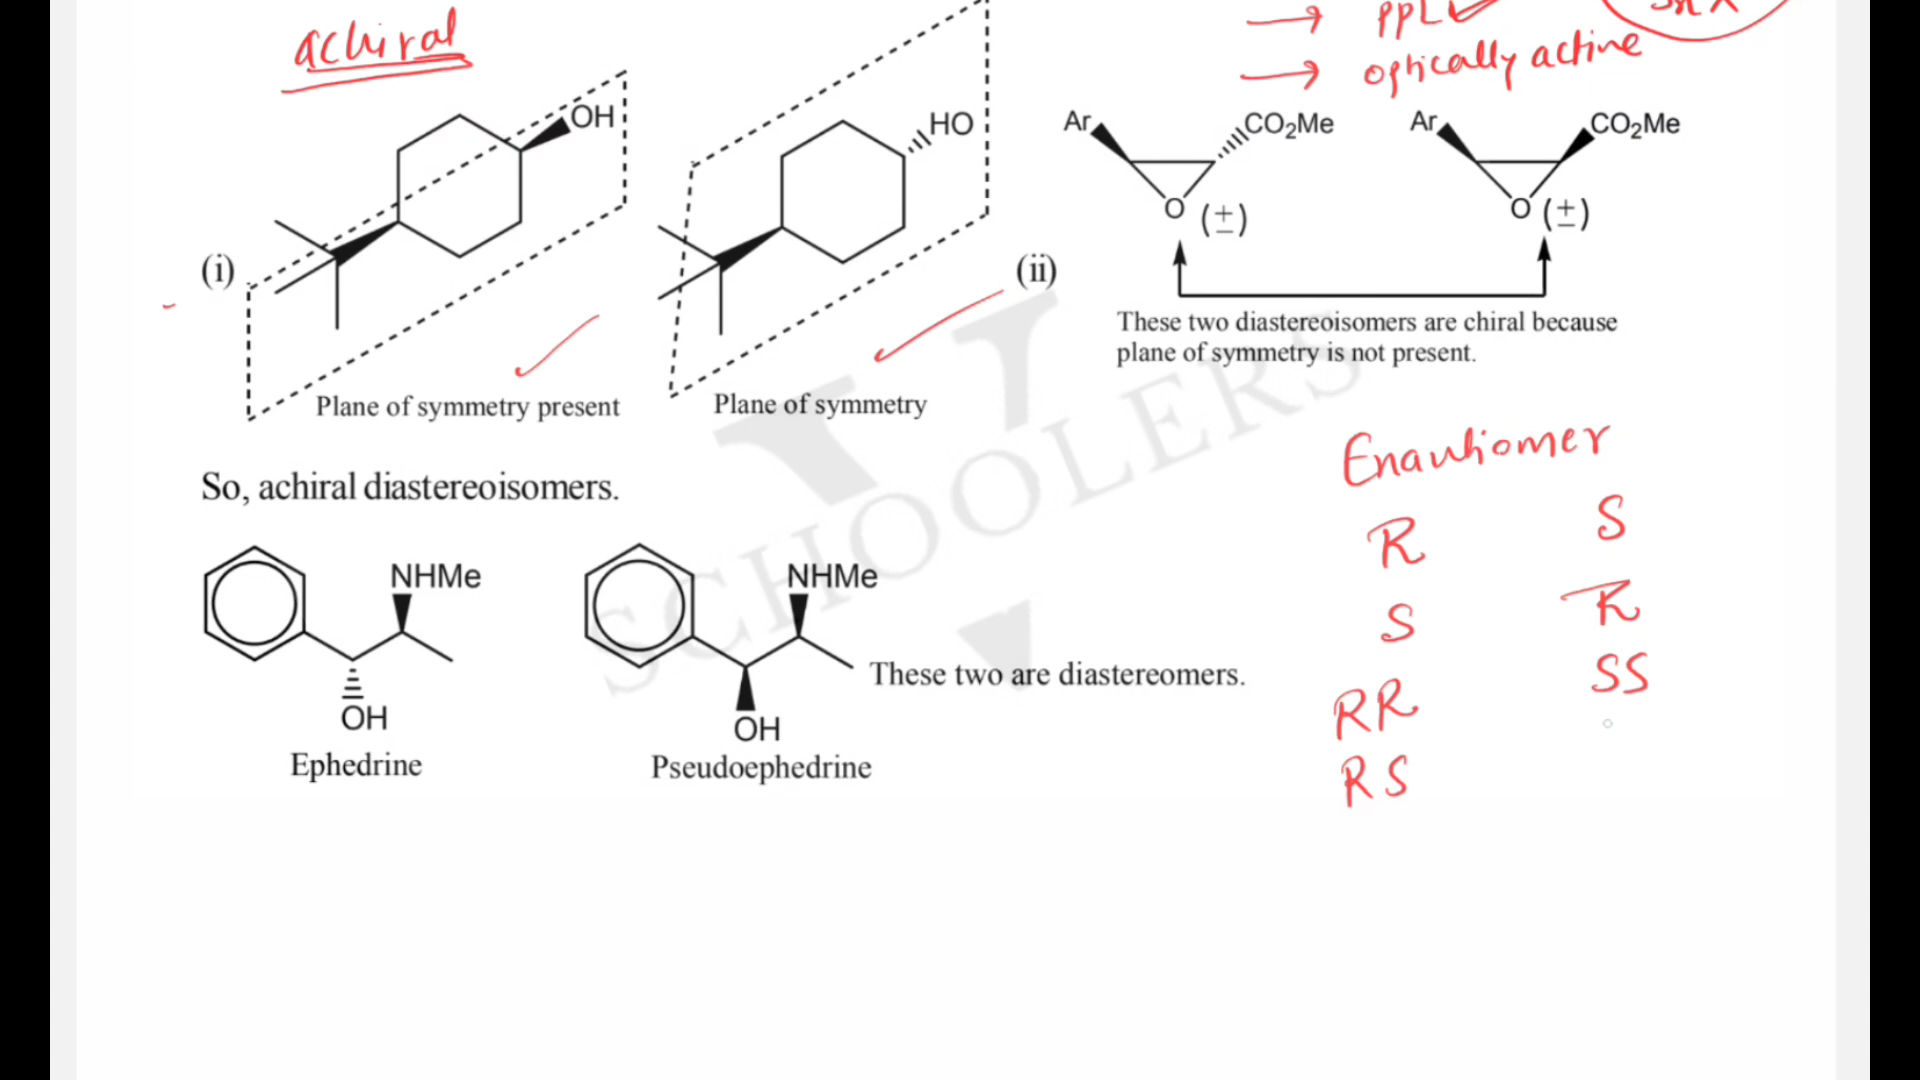 achiral
→ PPL
→ optically active
OH
HO
Ar
CO₂Me
Ar
CO₂Me
O (±)
O (±)
(i)
(ii)
These two diastereoisomers are chiral because
plane of symmetry is not present.
Plane of symmetry present
Plane of symmetry
SCHOOLERS
Enantiomer
So, achiral diastereoisomers.
R S
S R
RR SS
RS
NHMe
NHMe
These two are diastereomers.
OH
OH
Ephedrine
Pseudoephedrine